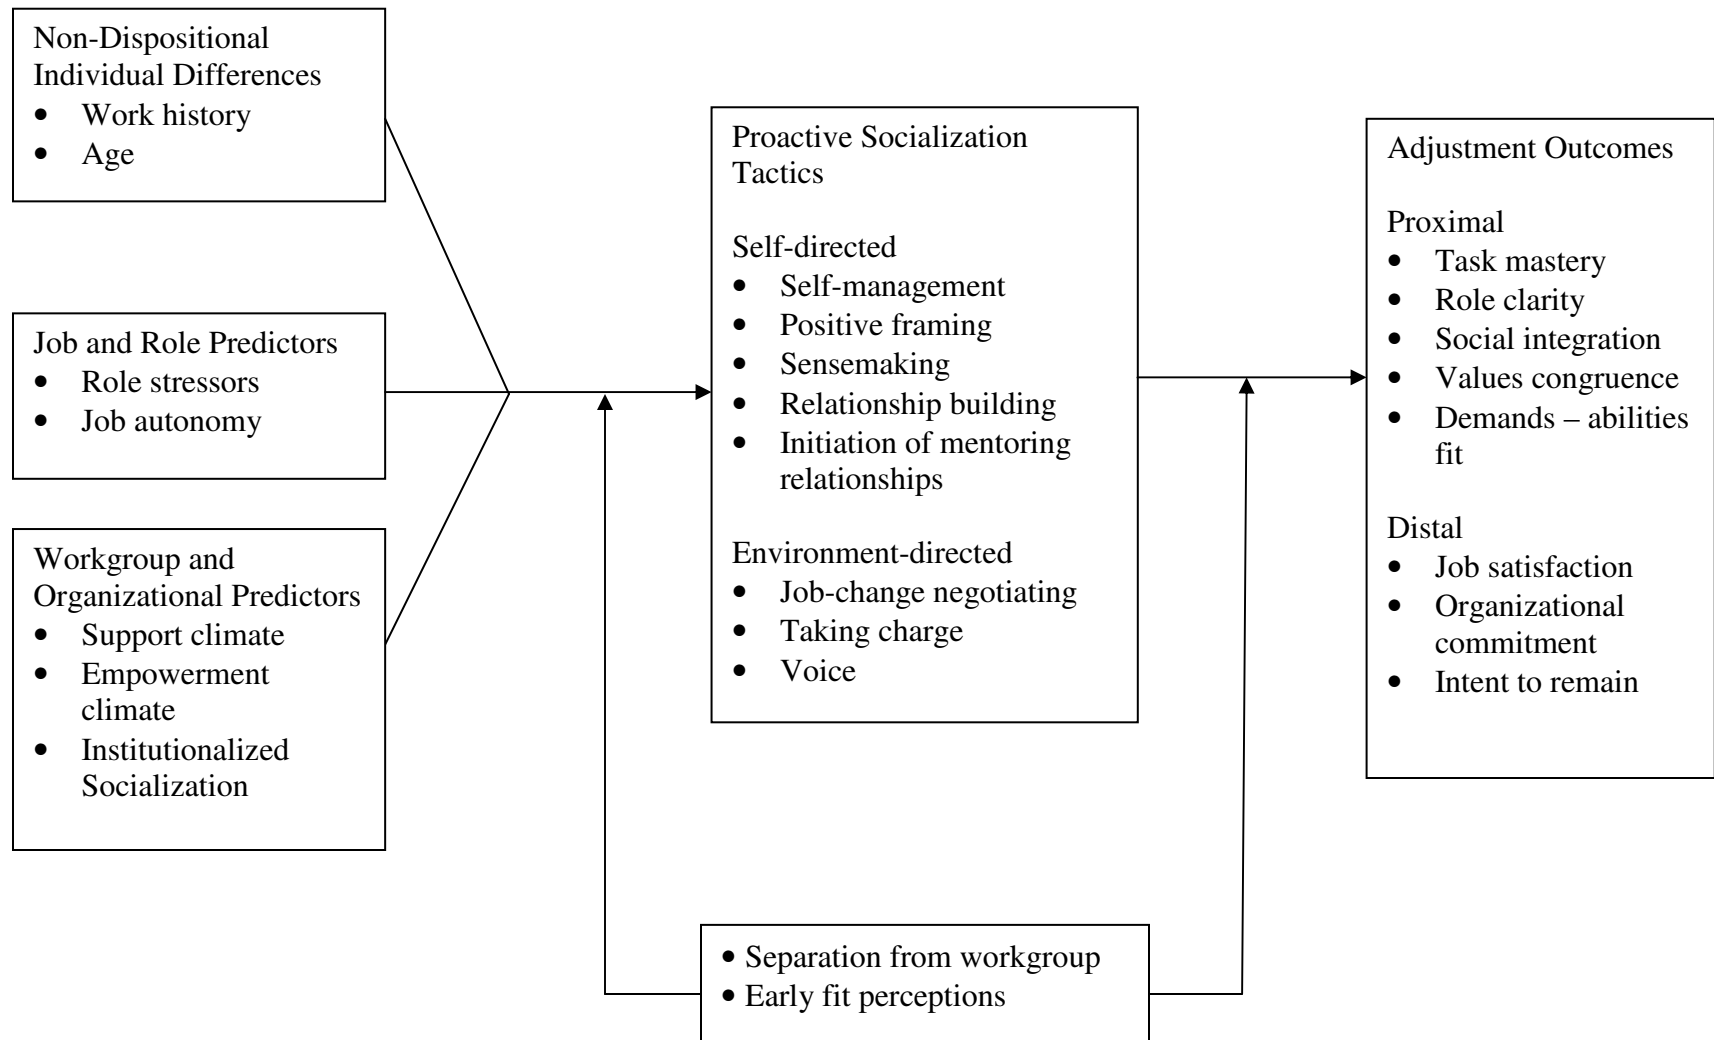 Non-Dispositional
Individual Differences
• Work history
• Age
Job and Role Predictors
• Role stressors
• Job autonomy
Workgroup and
Organizational Predictors
• Support climate
• Empowerment
climate
• Institutionalized
Socialization
Proactive Socialization
Tactics
Self-directed
• Self-management
• Positive framing
• Sensemaking
• Relationship building
• Initiation of mentoring
relationships
Environment-directed
• Job-change negotiating
• Taking charge
• Voice
Adjustment Outcomes
Proximal
• Task mastery
• Role clarity
• Social integration
• Values congruence
• Demands – abilities
fit
Distal
• Job satisfaction
• Organizational
commitment
• Intent to remain
• Separation from workgroup
• Early fit perceptions